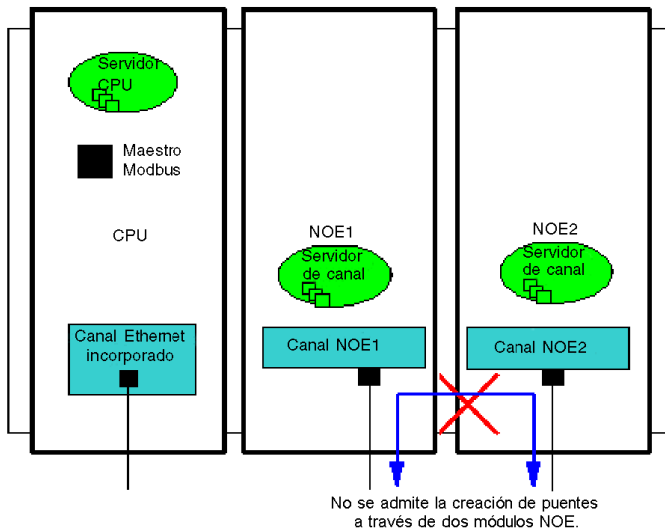 Servidor
CPU
Maestro
Modbus
CPU
Canal Ethernet
incorporado
NOE1
Servidor
de canal
Canal NOE1
NOE2
Servidor
de canal
Canal NOE2
No se admite la creación de puentes
a través de dos módulos NOE.